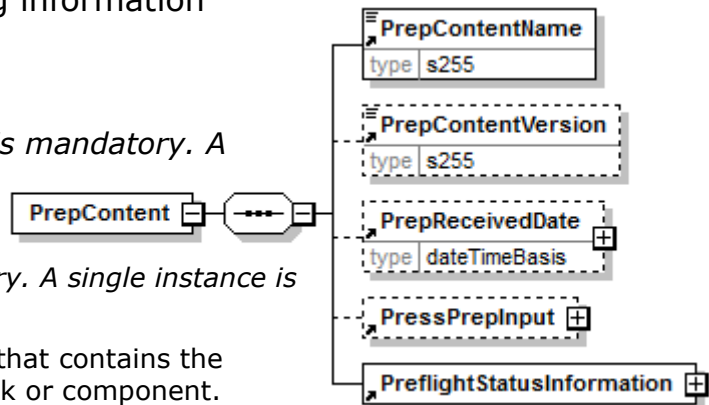 g information
s mandatory. A
ry. A single instance is
that contains the
k or component.
PrepContent
PrepContentName
type s255
PrepContentVersion
type s255
PrepReceivedDate
type dateTimeBasis
PressPrepInput
PreflightStatusInformation